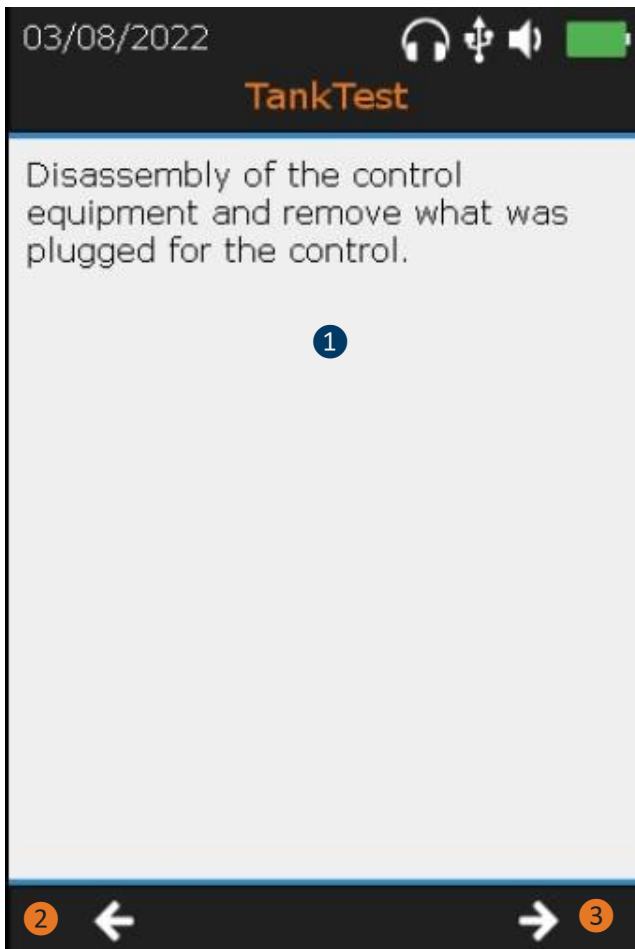 03/08/2022
TankTest
Disassembly of the control
equipment and remove what was
plugged for the control.
1
2
3